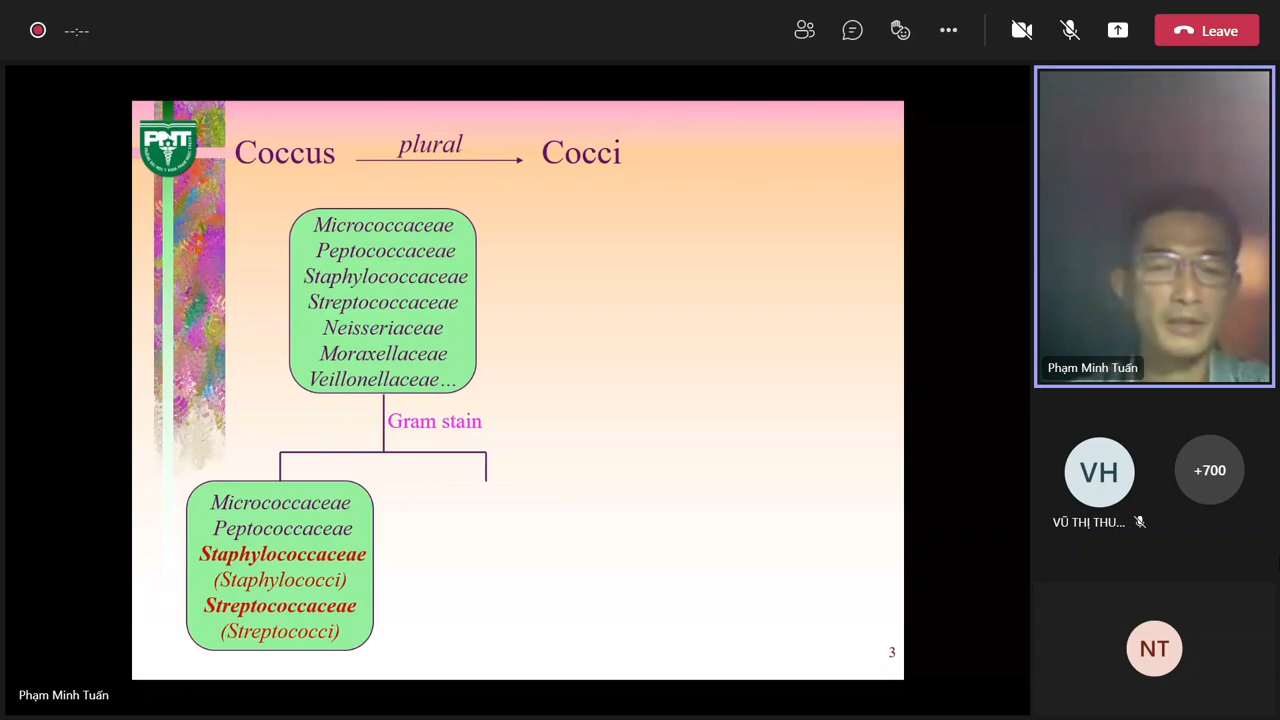 --:--
Leave
PNT
Coccus
plural
Cocci
Micrococcaceae
Peptococcaceae
Staphylococcaceae
Streptococcaceae
Neisseriaceae
Moraxellaceae
Veillonellaceae…
Gram stain
Micrococcaceae
Peptococcaceae
Staphylococcaceae
(Staphylococci)
Streptococcaceae
(Streptococci)
3
Phạm Minh Tuấn
Phạm Minh Tuấn
VH
+700
VŨ THỊ THU...
NT